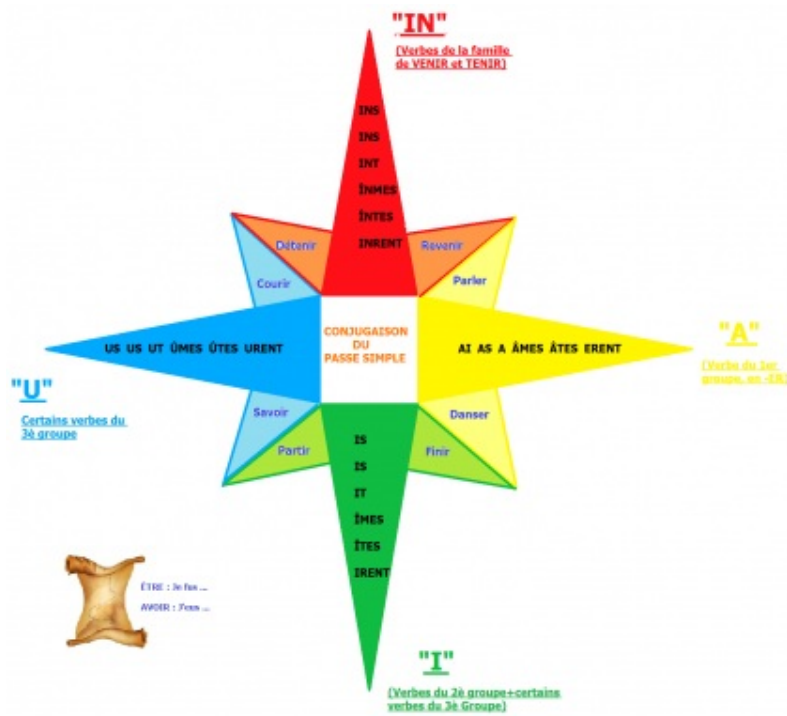 "IN"
(Verbes de la famille
de VENIR et TENIR)
INS
INS
INT
ÎNMES
ÎNTES
INRENT
Détenir
Revenir
Courir
Parler
CONJUGAISON
DU
PASSE SIMPLE
US US UT ÛMES ÛTES URENT
AI AS A ÂMES ÂTES ERENT
"A"
(Verbe du 1er
groupe, en -ER)
"U"
Certains verbes du
3è groupe
Savoir
Danser
Partir
Finir
IS
IS
IT
ÎMES
ÎTES
IRENT
ÊTRE : Je fus ...
AVOIR : J'eus ...
"I"
(Verbes du 2è groupe+certains
verbes du 3è Groupe)